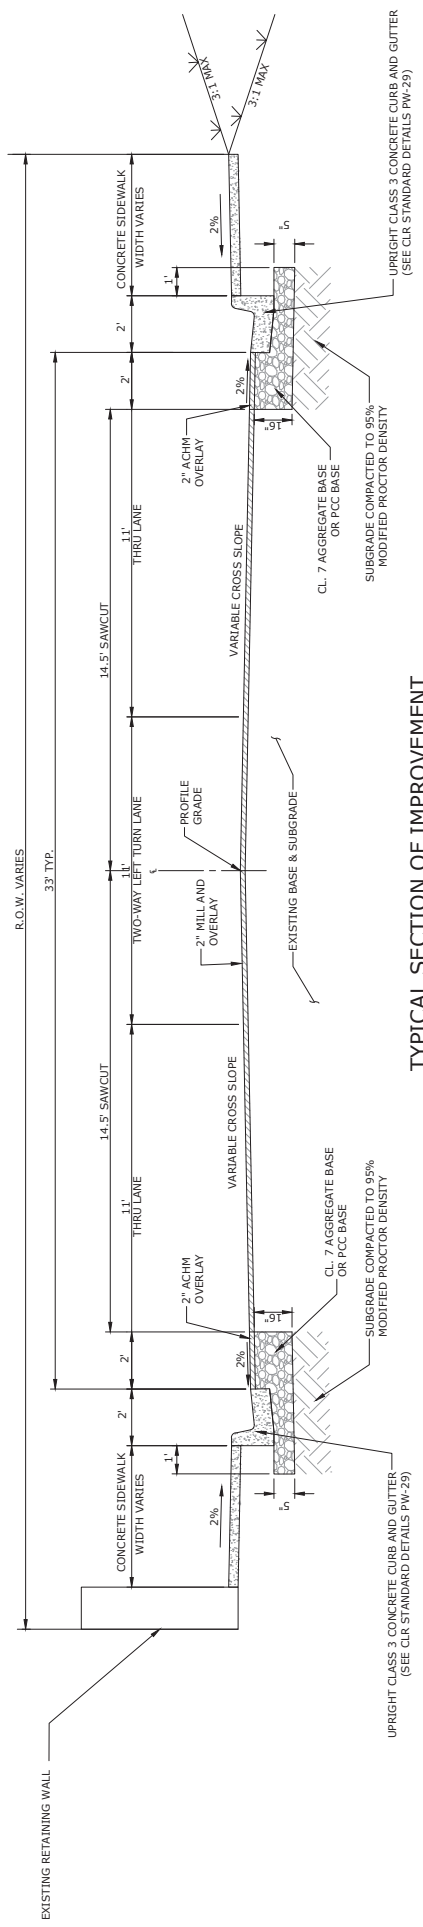 R.O.W. VARIES
33' TYP.
14.5' SAWCUT
14.5' SAWCUT
EXISTING RETAINING WALL
CONCRETE SIDEWALK
WIDTH VARIES
2'
2'
11'
THRU LANE
11'
TWO-WAY LEFT TURN LANE
11'
THRU LANE
2'
2'
CONCRETE SIDEWALK
WIDTH VARIES
1'
1'
2" ACHM
OVERLAY
2" MILL AND
OVERLAY
PROFILE
GRADE
2" ACHM
OVERLAY
3:1 MAX
3:1 MAX
2%
2%
VARIABLE CROSS SLOPE
VARIABLE CROSS SLOPE
2%
2%
5"
16"
16"
5"
EXISTING BASE & SUBGRADE
CL. 7 AGGREGATE BASE
OR PCC BASE
CL. 7 AGGREGATE BASE
OR PCC BASE
SUBGRADE COMPACTED TO 95%
MODIFIED PROCTOR DENSITY
SUBGRADE COMPACTED TO 95%
MODIFIED PROCTOR DENSITY
UPRIGHT CLASS 3 CONCRETE CURB AND GUTTER
(SEE CLR STANDARD DETAILS PW-29)
UPRIGHT CLASS 3 CONCRETE CURB AND GUTTER
(SEE CLR STANDARD DETAILS PW-29)
TYPICAL SECTION OF IMPROVEMENT